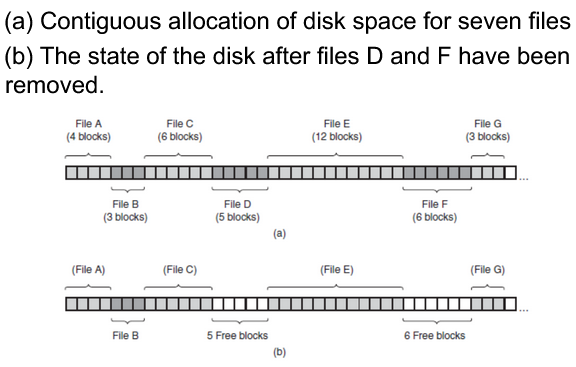 (a) Contiguous allocation of disk space for seven files
(b) The state of the disk after files D and F have been
removed.
File A
(4 blocks)
File C
(6 blocks)
File E
(12 blocks)
File G
(3 blocks)
File B
(3 blocks)
File D
(5 blocks)
File F
(6 blocks)
...
(a)
(File A)
(File C)
(File E)
(File G)
File B
5 Free blocks
6 Free blocks
...
(b)